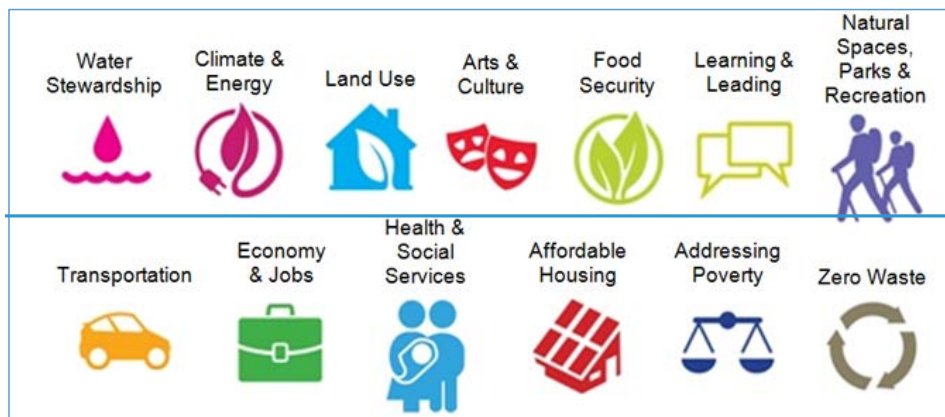 Water
Stewardship
Climate &
Energy
Land Use
Arts &
Culture
Food
Security
Learning &
Leading
Natural
Spaces,
Parks &
Recreation
Transportation
Economy
& Jobs
Health &
Social
Services
Affordable
Housing
Addressing
Poverty
Zero Waste